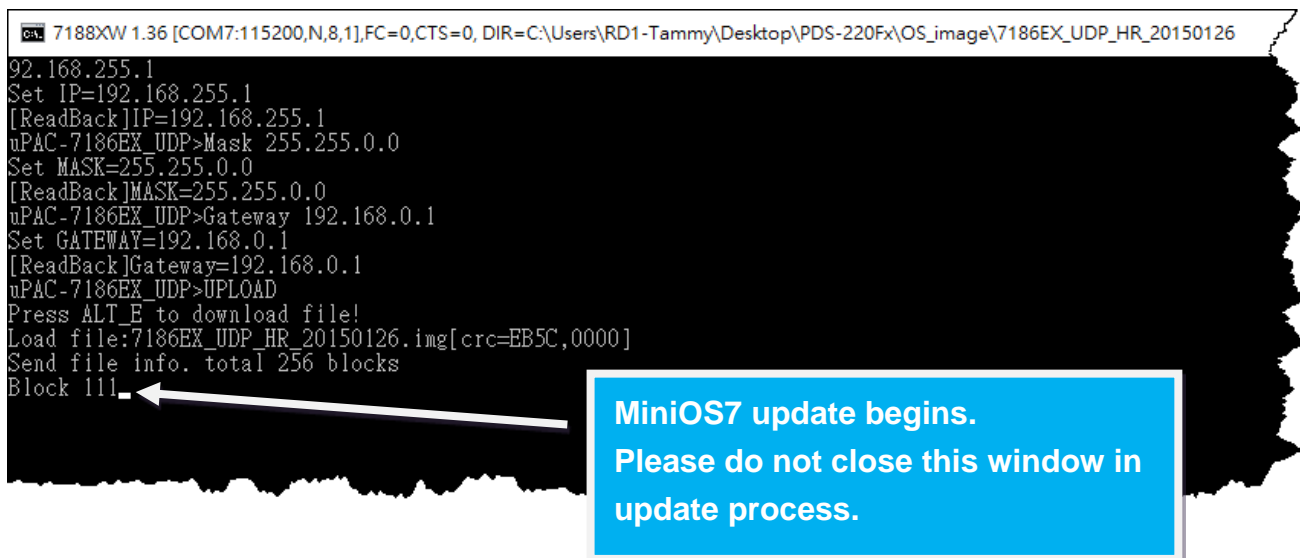 7188XW 1.36 [COM7:115200,N,8,1],FC=0,CTS=0, DIR=C:\Users\RD1-Tammy\Desktop\PDS-220Fx\OS_image\7186EX_UDP_HR_20150126
92.168.255.1
Set IP=192.168.255.1
[ReadBack]IP=192.168.255.1
uPAC-7186EX_UDP>Mask 255.255.0.0
Set MASK=255.255.0.0
[ReadBack]MASK=255.255.0.0
uPAC-7186EX_UDP>Gateway 192.168.0.1
Set GATEWAY=192.168.0.1
[ReadBack]Gateway=192.168.0.1
uPAC-7186EX_UDP>UPLOAD
Press ALT_E to download file!
Load file:7186EX_UDP_HR_20150126.img[crc=EB5C,0000]
Send file info. total 256 blocks
Block 111
MiniOS7 update begins.
Please do not close this window in
update process.